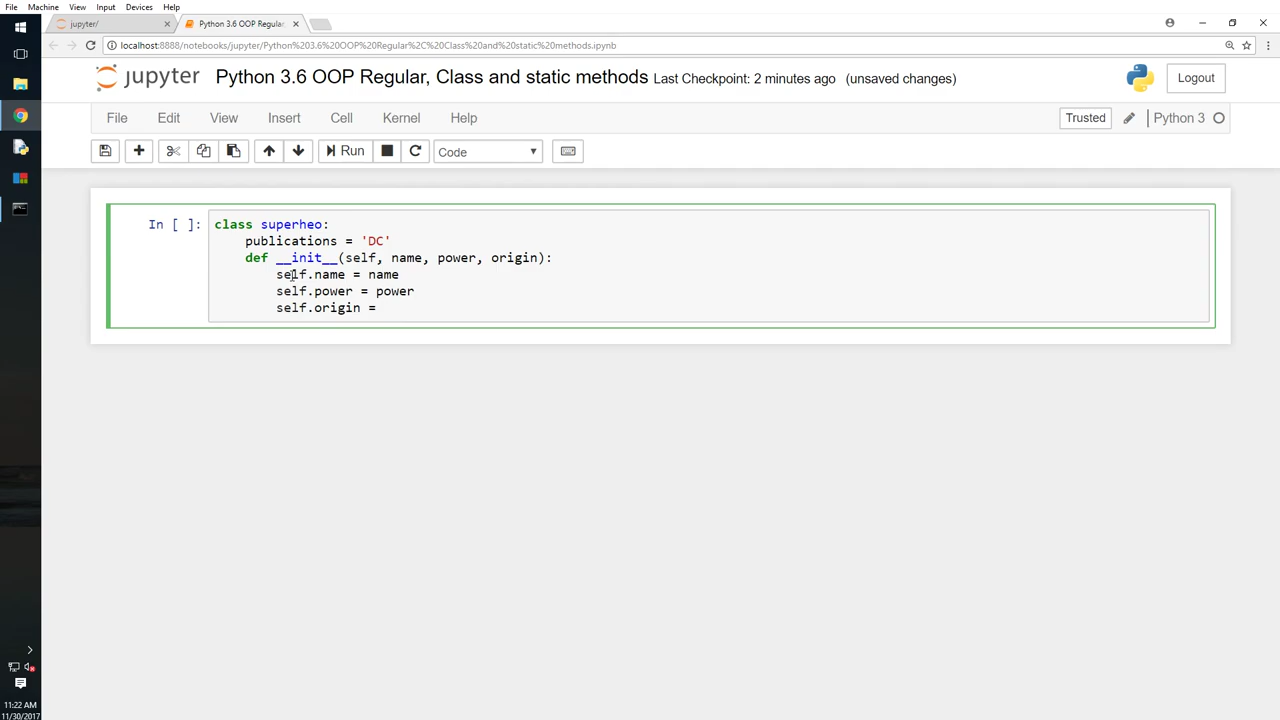 File Machine View Input Devices Help
jupyter/
Python 3.6 OOP Regular,
localhost:8888/notebooks/jupyter/Python%203.6%20OOP%20Regular%2C%20Class%20and%20static%20methods.ipynb
jupyter Python 3.6 OOP Regular, Class and static methods Last Checkpoint: 2 minutes ago (unsaved changes) Logout
File Edit View Insert Cell Kernel Help Trusted Python 3
Run Code
In [ ]: class superheo:
publications = 'DC'
def __init__(self, name, power, origin):
self.name = name
self.power = power
self.origin =
11:22 AM
11/30/2017